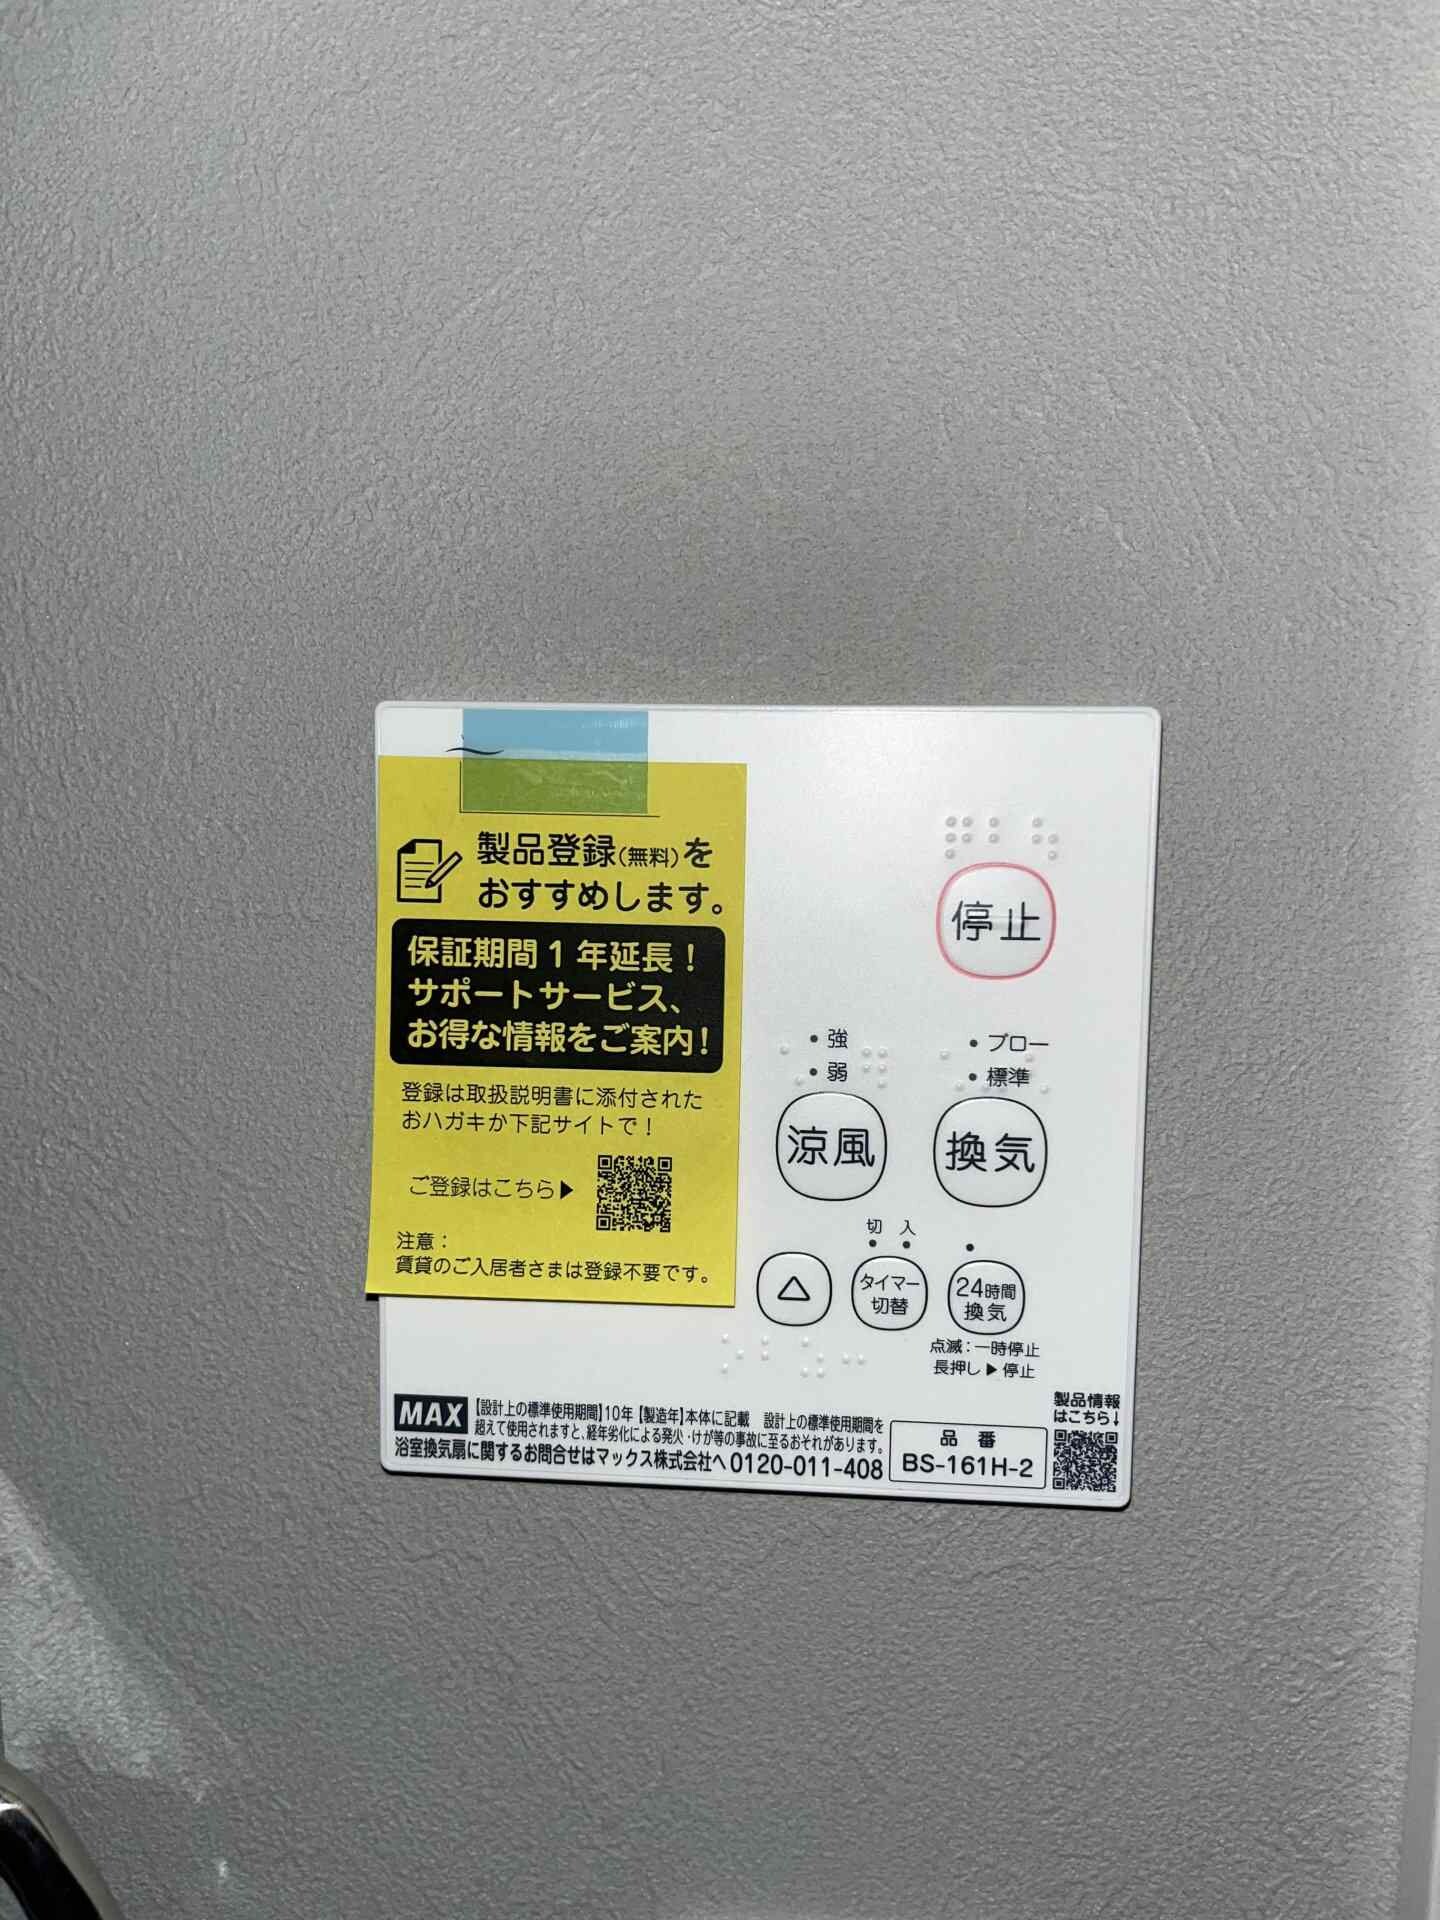 製品登録(無料)を
おすすめします。
保証期間1年延長！
サポートサービス、
お得な情報をご案内！
登録は取扱説明書に添付された
おハガキか下記サイトで！
ご登録はこちら▶
注意：
賃貸のご入居者さまは登録不要です。
停止
・強
・弱
涼風
・ブロー
・標準
換気
△
切 入
タイマー
切替
24時間
換気
点滅：一時停止
長押し▶停止
MAX
【設計上の標準使用期間】10年【製造年】本体に記載 設計上の標準使用期間を
超えて使用されますと、経年劣化による発火・けが等の事故に至るおそれがあります。
浴室換気扇に関するお問合せはマックス株式会社へ 0120-011-408
品番
BS-161H-2
製品情報
はこちら↓